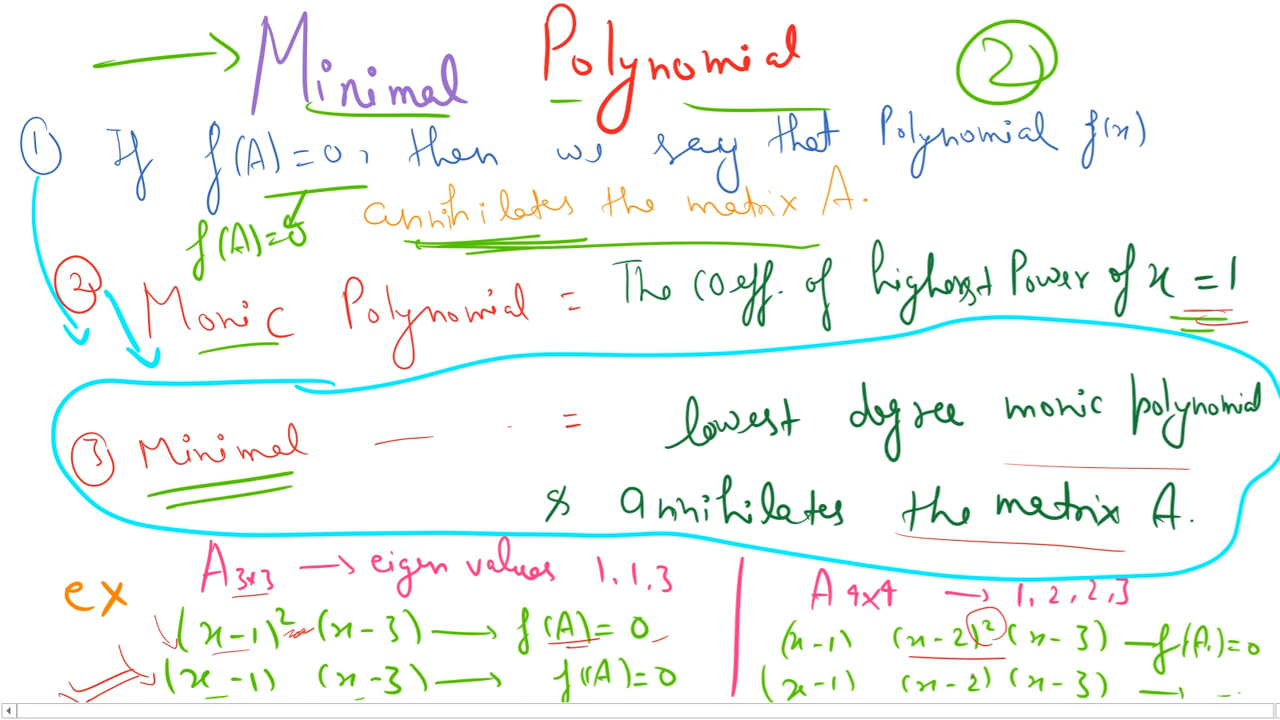 Minimal Polynomial 2
① If f(A)=0, then we say that Polynomial f(x)
annihilates the matrix A.
f(A)=0
② Monic Polynomial = The coeff. of highest Power of x = 1
③ Minimal — = lowest degree monic polynomial
& annihilates the matrix A.
ex A 3×3 → eigen values 1,1,3
(x-1)² (x-3) → f(A)=0
(x-1) (x-3) → f(A)=0
A 4×4 → 1,2,2,3
(x-1) (x-2)² (x-3) — f(A)=0
(x-1) (x-2) (x-3) → --